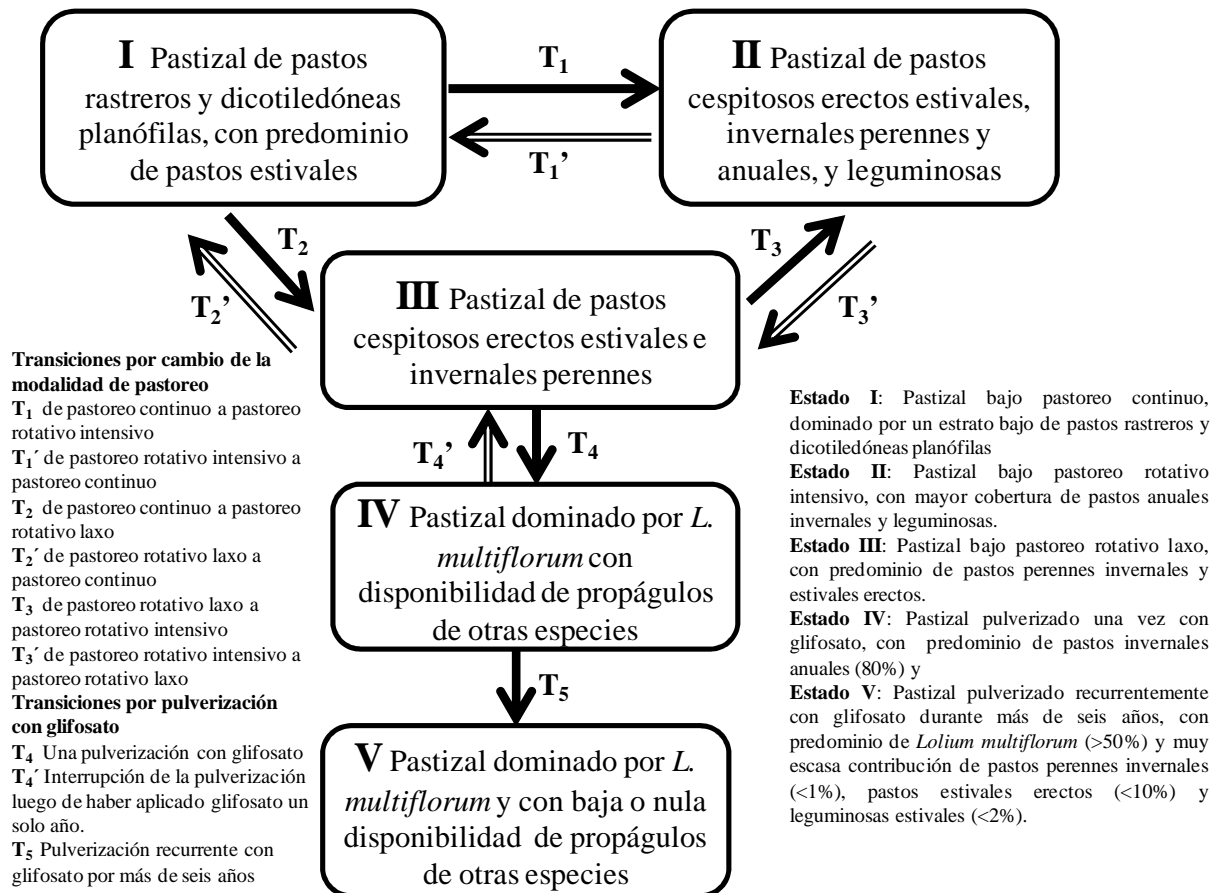 I Pastizal de pastos
rastreros y dicotiledóneas
planófilas, con predominio
de pastos estivales
T1
T1’
II Pastizal de pastos
cespitosos erectos estivales,
invernales perennes y
anuales, y leguminosas
T2
T2’
T3
T3’
III Pastizal de pastos
cespitosos erectos estivales e
invernales perennes
T4’
T4
IV Pastizal dominado por L.
multiflorum con
disponibilidad de propágulos
de otras especies
T5
V Pastizal dominado por L.
multiflorum y con baja o nula
disponibilidad de propágulos
de otras especies
Transiciones por cambio de la
modalidad de pastoreo
T1 de pastoreo continuo a pastoreo
rotativo intensivo
T1´ de pastoreo rotativo intensivo a
pastoreo continuo
T2 de pastoreo continuo a pastoreo
rotativo laxo
T2´ de pastoreo rotativo laxo a
pastoreo continuo
T3 de pastoreo rotativo laxo a
pastoreo rotativo intensivo
T3´ de pastoreo rotativo intensivo a
pastoreo rotativo laxo
Transiciones por pulverización
con glifosato
T4 Una pulverización con glifosato
T4´ Interrupción de la pulverización
luego de haber aplicado glifosato un
solo año.
T5 Pulverización recurrente con
glifosato por más de seis años
Estado I: Pastizal bajo pastoreo continuo,
dominado por un estrato bajo de pastos rastreros y
dicotiledóneas planófilas
Estado II: Pastizal bajo pastoreo rotativo
intensivo, con mayor cobertura de pastos anuales
invernales y leguminosas.
Estado III: Pastizal bajo pastoreo rotativo laxo,
con predominio de pastos perennes invernales y
estivales erectos.
Estado IV: Pastizal pulverizado una vez con
glifosato, con predominio de pastos invernales
anuales (80%) y
Estado V: Pastizal pulverizado recurrentemente
con glifosato durante más de seis años, con
predominio de Lolium multiflorum (>50%) y muy
escasa contribución de pastos perennes invernales
(<1%), pastos estivales erectos (<10%) y
leguminosas estivales (<2%).